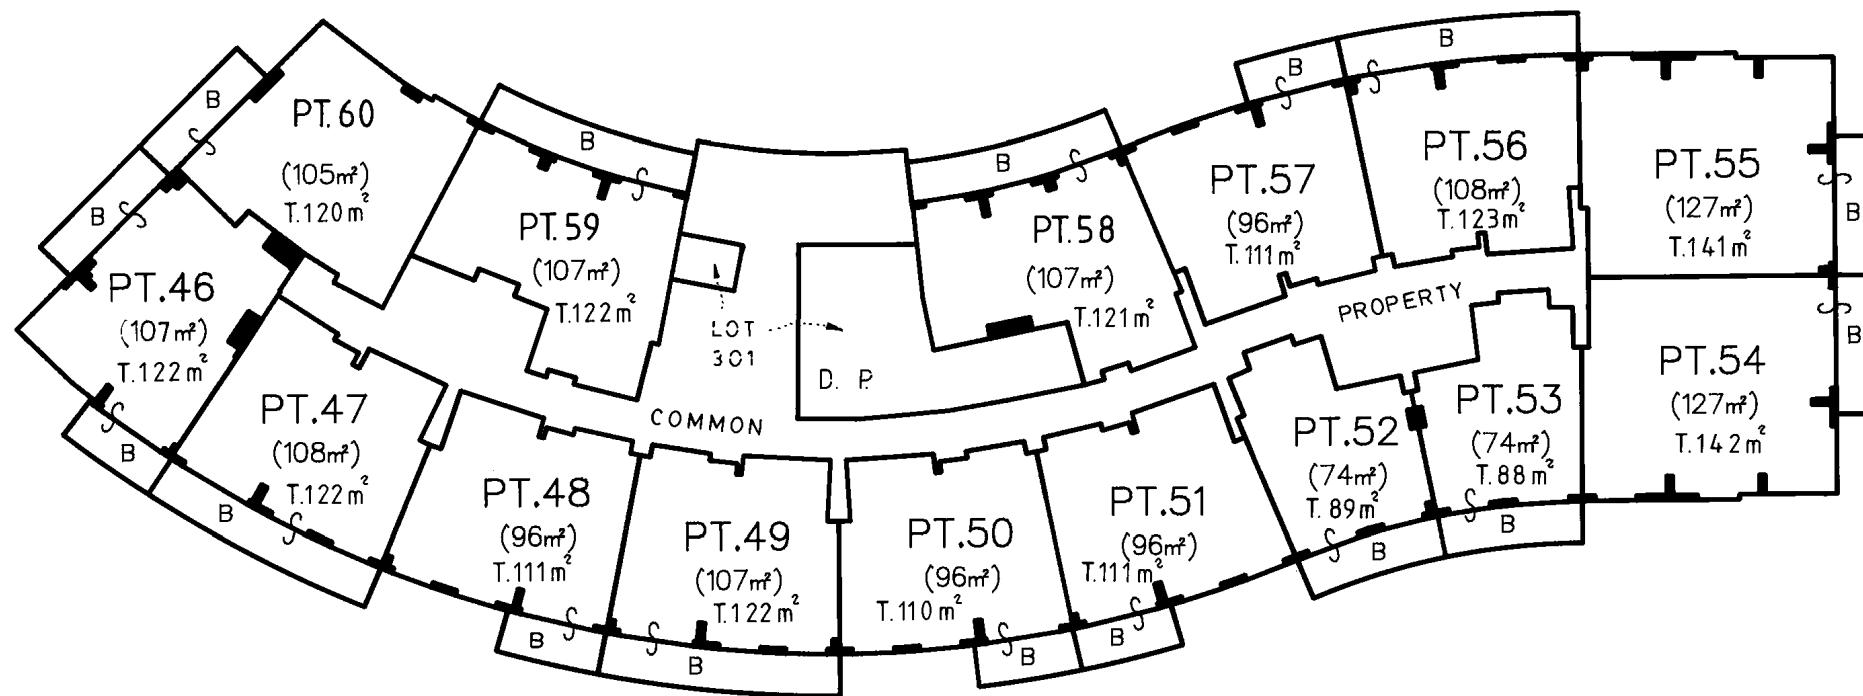 B
B
PT.60
(105m²)
T.120m²
B
PT.59
(107m²)
T.122m²
B
PT.58
(107m²)
T.121m²
B
PT.57
(96m²)
T.111m²
B
PT.56
(108m²)
T.123m²
PT.55
(127m²)
T.141m²
B
B
PT.46
(107m²)
T.122m²
B
LOT
301
D. P.
COMMON
PROPERTY
PT.47
(108m²)
T.122m²
B
PT.48
(96m²)
T.111m²
B
PT.49
(107m²)
T.122m²
B
PT.50
(96m²)
T.110m²
B
PT.51
(96m²)
T.111m²
B
PT.52
(74m²)
T.89m²
B
PT.53
(74m²)
T.88m²
B
PT.54
(127m²)
T.142m²
B